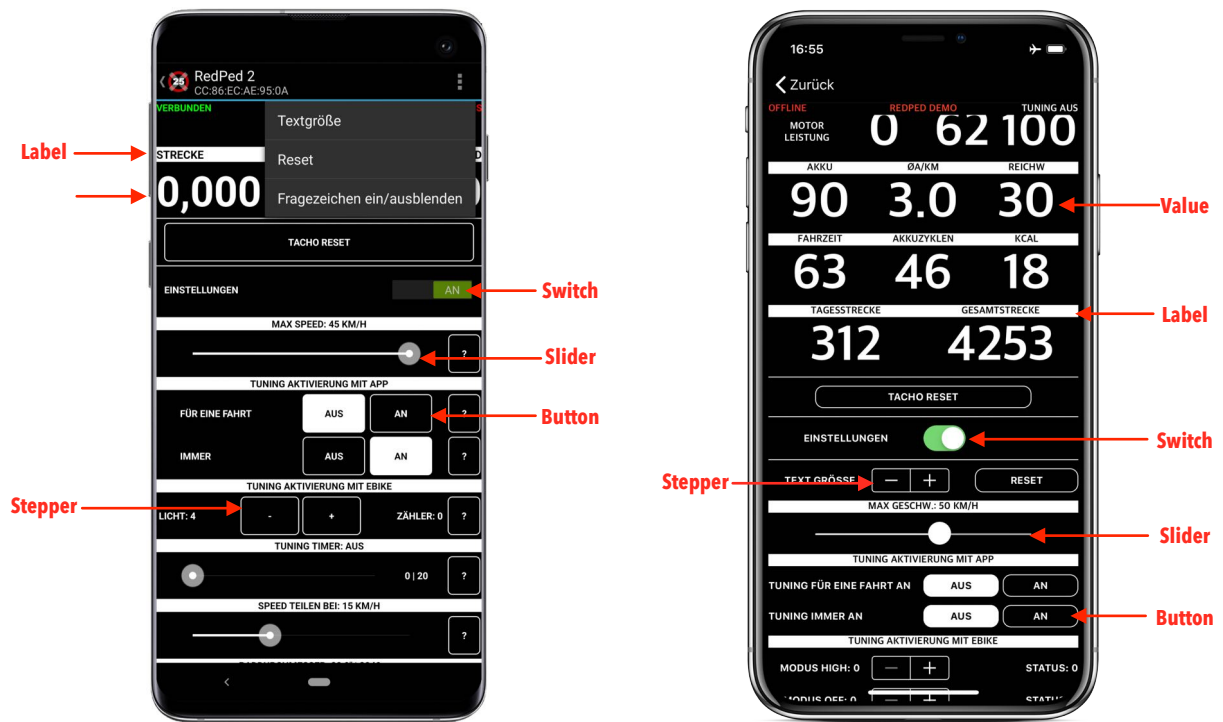 RedPed 2
CC:86:EC:AE:95:0A
VERBUNDEN
Textgröße
Reset
Fragezeichen ein/ausblenden
Label
STRECKE
0,000
TACHO RESET
EINSTELLUNGEN AN
Switch
MAX SPEED: 45 KM/H
?
Slider
TUNING AKTIVIERUNG MIT APP
FÜR EINE FAHRT AUS AN ?
Button
IMMER AUS AN ?
TUNING AKTIVIERUNG MIT EBIKE
Stepper
LICHT: 4 - + ZÄHLER: 0 ?
TUNING TIMER: AUS
0 | 20 ?
SPEED TEILEN BEI: 15 KM/H
?
16:55
Zurück
OFFLINE REDPED DEMO TUNING AUS
MOTOR
LEISTUNG
0 62 100
AKKU ØA/KM REICHW
90 3.0 30
Value
FAHRZEIT AKKUZYKLEN KCAL
63 46 18
TAGESSTRECKE GESAMTSTRECKE
Label
312 4253
TACHO RESET
EINSTELLUNGEN
Switch
Stepper
TEXT GRÖSSE − + RESET
MAX GESCHW.: 50 KM/H
Slider
TUNING AKTIVIERUNG MIT APP
TUNING FÜR EINE FAHRT AN AUS AN
TUNING IMMER AN AUS AN
Button
TUNING AKTIVIERUNG MIT EBIKE
MODUS HIGH: 0 − + STATUS: 0
MODUS OFF: 0